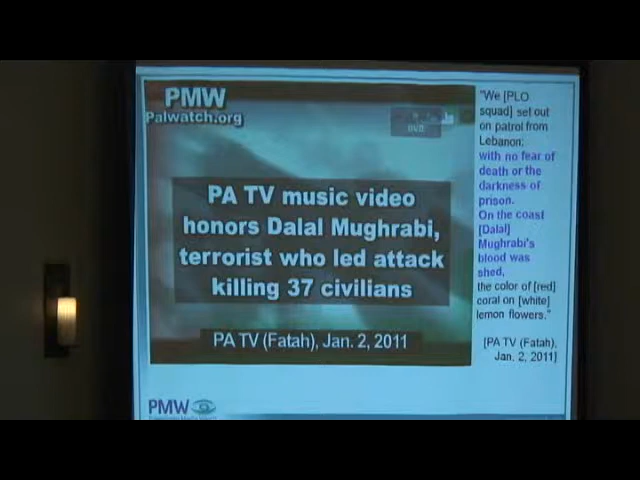 PMW
Palwatch.org
DVD
PA TV music video
honors Dalal Mughrabi,
terrorist who led attack
killing 37 civilians
PA TV (Fatah), Jan. 2, 2011
"We [PLO
squad] set out
on patrol from
Lebanon;
with no fear of
death or the
darkness of
prison.
On the coast
[Dalal]
Mughrabi's
blood was
shed,
the color of [red]
coral on [white]
lemon flowers."
[PA TV (Fatah),
Jan. 2, 2011]
PMW